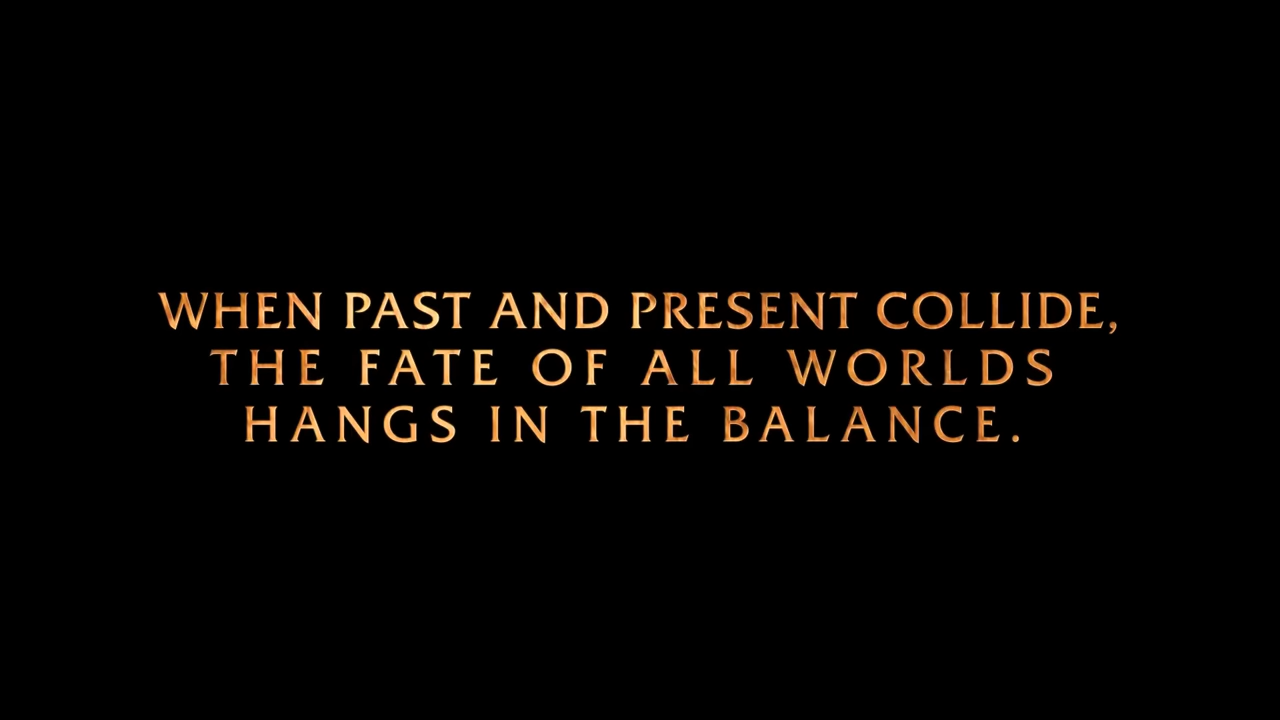 WHEN PAST AND PRESENT COLLIDE,
THE FATE OF ALL WORLDS
HANGS IN THE BALANCE.